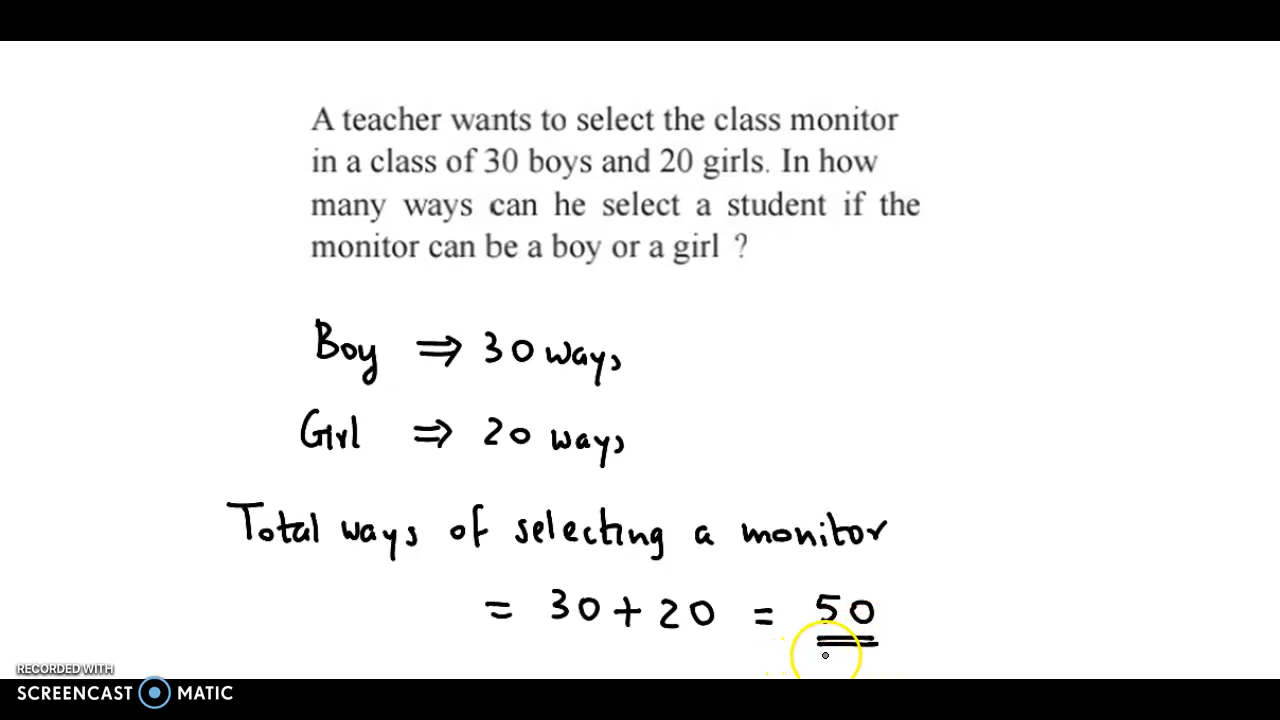 A teacher wants to select the class monitor
in a class of 30 boys and 20 girls. In how
many ways can he select a student if the
monitor can be a boy or a girl ?
Boy ⇒ 30 ways
Girl ⇒ 20 ways
Total ways of selecting a monitor
= 30 + 20 = 50
RECORDED WITH
SCREENCAST MATIC